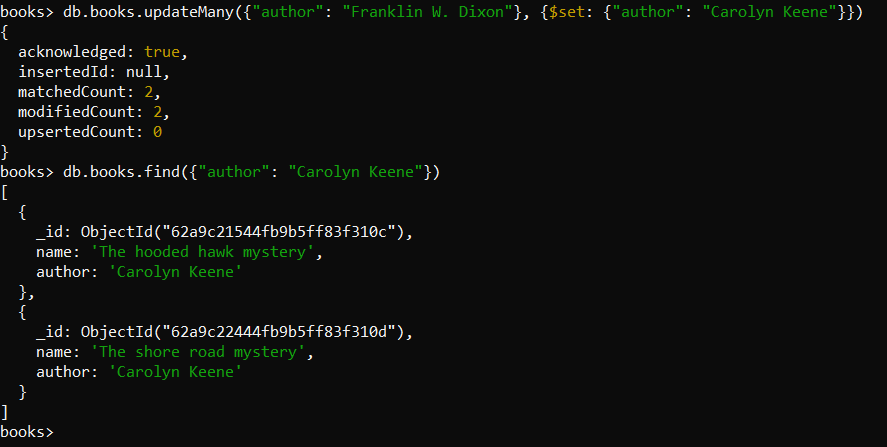 books> db.books.updateMany({"author": "Franklin W. Dixon"}, {$set: {"author": "Carolyn Keene"}})
{
  acknowledged: true,
  insertedId: null,
  matchedCount: 2,
  modifiedCount: 2,
  upsertedCount: 0
}
books> db.books.find({"author": "Carolyn Keene"})
[
  {
    _id: ObjectId("62a9c21544fb9b5ff83f310c"),
    name: 'The hooded hawk mystery',
    author: 'Carolyn Keene'
  },
  {
    _id: ObjectId("62a9c22444fb9b5ff83f310d"),
    name: 'The shore road mystery',
    author: 'Carolyn Keene'
  }
]
books>